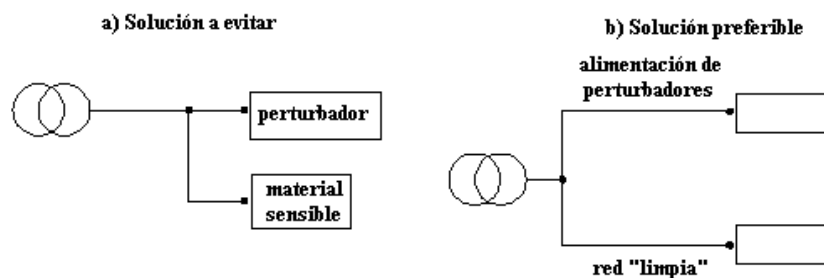 a) Solución a evitar
perturbador
material
sensible
b) Solución preferible
alimentación de
perturbadores
red "limpia"